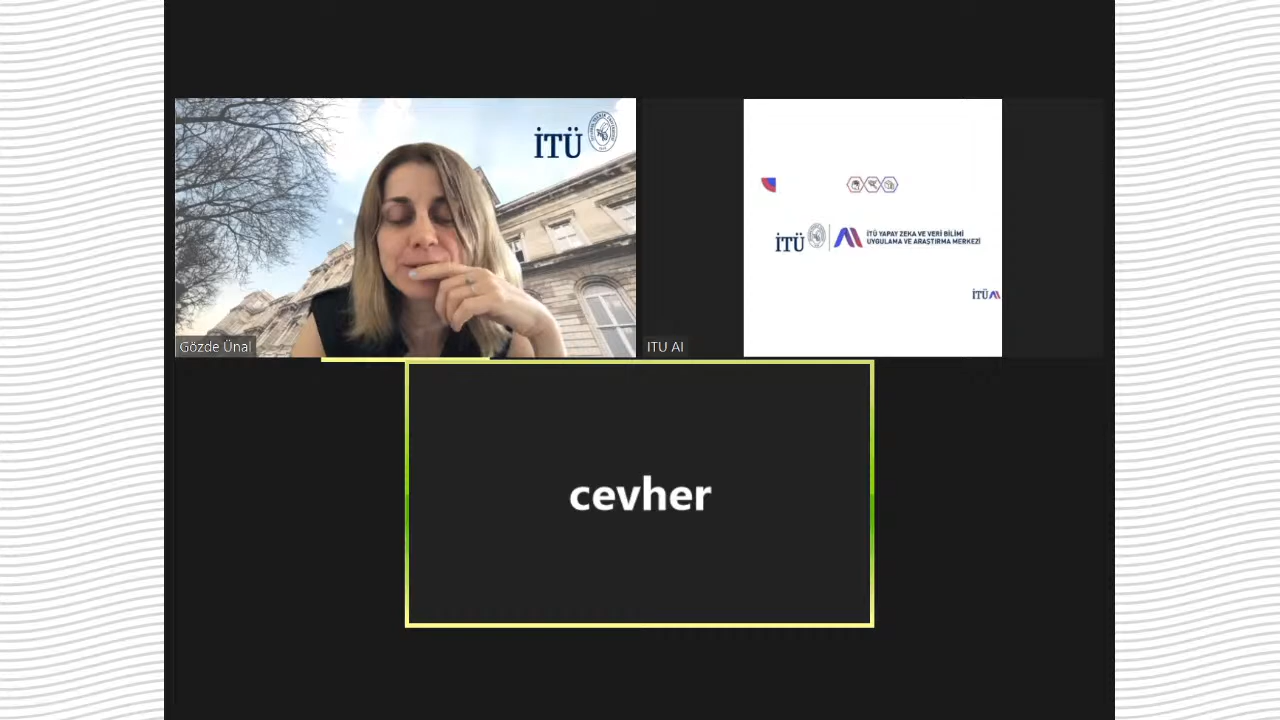 İTÜ
Gözde Ünal
İTÜ
İTÜ YAPAY ZEKA VE VERİ BİLİMİ
UYGULAMA VE ARAŞTIRMA MERKEZİ
İTÜ
ITU AI
cevher